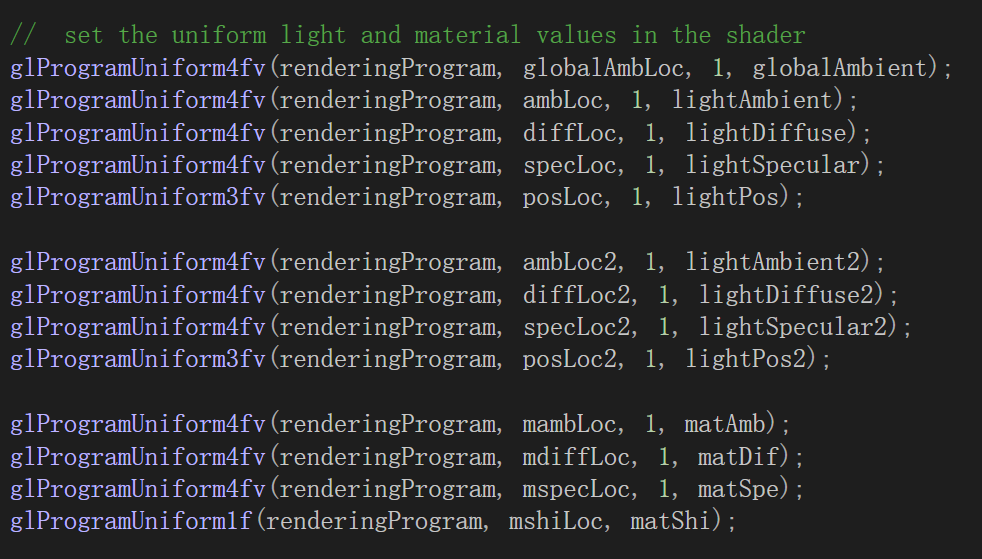 //  set the uniform light and material values in the shader
glProgramUniform4fv(renderingProgram, globalAmbLoc, 1, globalAmbient);
glProgramUniform4fv(renderingProgram, ambLoc, 1, lightAmbient);
glProgramUniform4fv(renderingProgram, diffLoc, 1, lightDiffuse);
glProgramUniform4fv(renderingProgram, specLoc, 1, lightSpecular);
glProgramUniform3fv(renderingProgram, posLoc, 1, lightPos);
glProgramUniform4fv(renderingProgram, ambLoc2, 1, lightAmbient2);
glProgramUniform4fv(renderingProgram, diffLoc2, 1, lightDiffuse2);
glProgramUniform4fv(renderingProgram, specLoc2, 1, lightSpecular2);
glProgramUniform3fv(renderingProgram, posLoc2, 1, lightPos2);
glProgramUniform4fv(renderingProgram, mambLoc, 1, matAmb);
glProgramUniform4fv(renderingProgram, mdiffLoc, 1, matDif);
glProgramUniform4fv(renderingProgram, mspecLoc, 1, matSpe);
glProgramUniform1f(renderingProgram, mshiLoc, matShi);